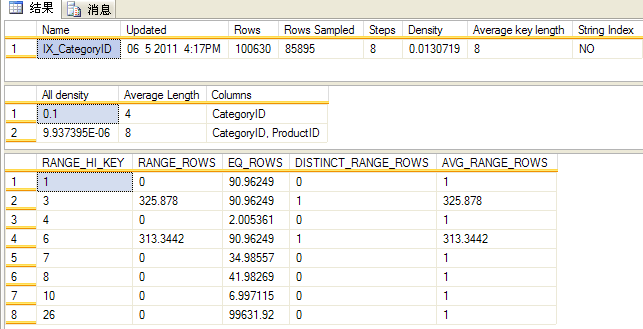 结果 消息
Name Updated Rows Rows Sampled Steps Density Average key length String Index
1 IX_CategoryID 06 5 2011 4:17PM 100630 85895 8 0.0130719 8 NO
All density Average Length Columns
1 0.1 4 CategoryID
2 9.937395E-06 8 CategoryID, ProductID
RANGE_HI_KEY RANGE_ROWS EQ_ROWS DISTINCT_RANGE_ROWS AVG_RANGE_ROWS
1 1 0 90.96249 0 1
2 3 325.878 90.96249 1 325.878
3 4 0 2.005361 0 1
4 6 313.3442 90.96249 1 313.3442
5 7 0 34.98557 0 1
6 8 0 41.98269 0 1
7 10 0 6.997115 0 1
8 26 0 99631.92 0 1